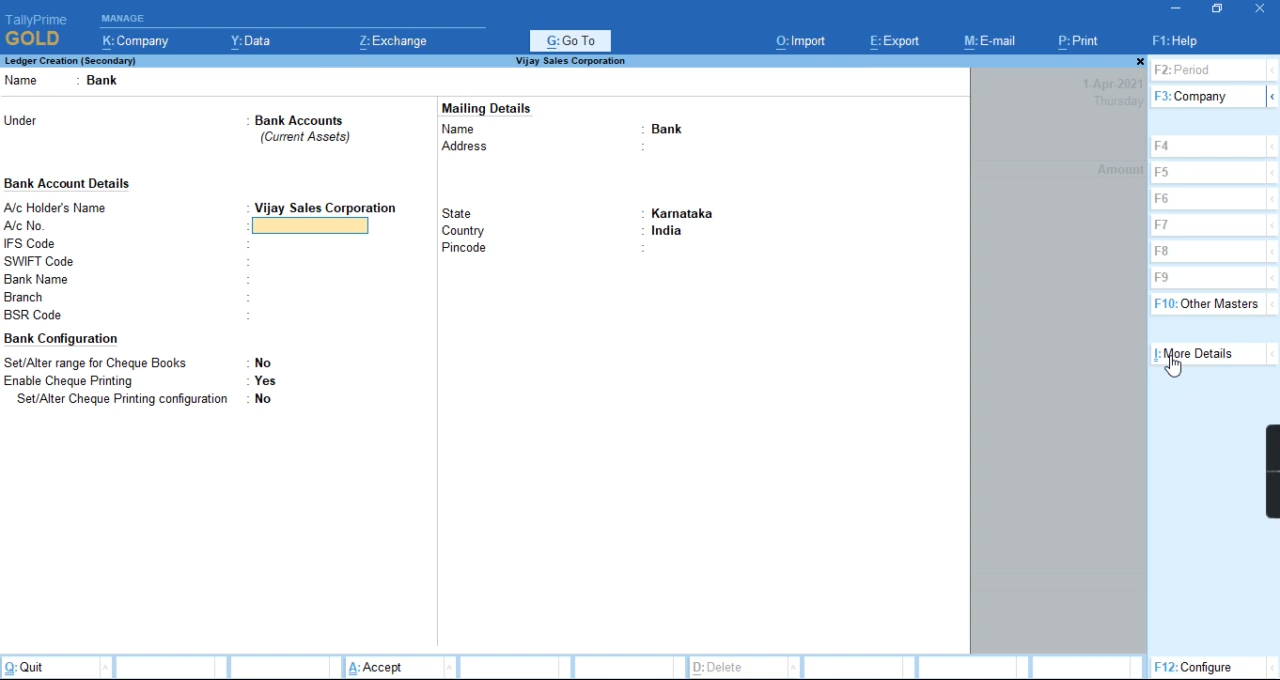 TallyPrime
GOLD
MANAGE
K: Company
Y: Data
Z: Exchange
G: Go To
O: Import
E: Export
M: E-mail
P: Print
F1: Help
Ledger Creation (Secondary)
Vijay Sales Corporation
Name : Bank
Under : Bank Accounts
(Current Assets)
Bank Account Details
A/c Holder's Name : Vijay Sales Corporation
A/c No. :
IFS Code :
SWIFT Code :
Bank Name :
Branch :
BSR Code :
Bank Configuration
Set/Alter range for Cheque Books : No
Enable Cheque Printing : Yes
Set/Alter Cheque Printing configuration : No
Mailing Details
Name : Bank
Address :
State : Karnataka
Country : India
Pincode :
1-Apr-2021
Thursday
Amount
F2: Period
F3: Company
F4
F5
F6
F7
F8
F9
F10: Other Masters
I: More Details
Q: Quit
A: Accept
D: Delete
F12: Configure